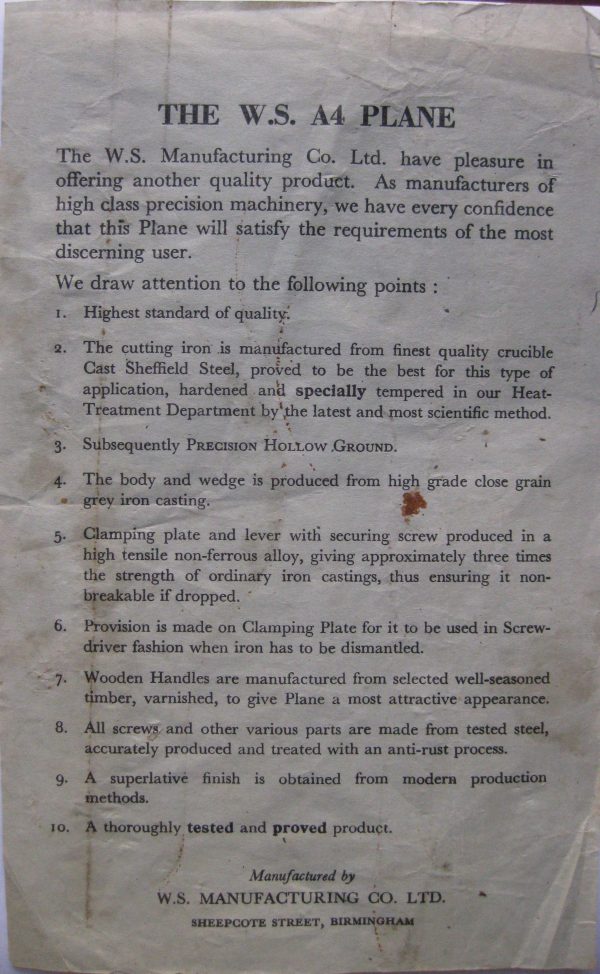 THE W.S. A4 PLANE
The W.S. Manufacturing Co. Ltd. have pleasure in
offering another quality product. As manufacturers of
high class precision machinery, we have every confidence
that this Plane will satisfy the requirements of the most
discerning user.
We draw attention to the following points :
1. Highest standard of quality.
2. The cutting iron is manufactured from finest quality crucible
Cast Sheffield Steel, proved to be the best for this type of
application, hardened and specially tempered in our Heat-
Treatment Department by the latest and most scientific method.
3. Subsequently PRECISION HOLLOW GROUND.
4. The body and wedge is produced from high grade close grain
grey iron casting.
5. Clamping plate and lever with securing screw produced in a
high tensile non-ferrous alloy, giving approximately three times
the strength of ordinary iron castings, thus ensuring it non-
breakable if dropped.
6. Provision is made on Clamping Plate for it to be used in Screw-
driver fashion when iron has to be dismantled.
7. Wooden Handles are manufactured from selected well-seasoned
timber, varnished, to give Plane a most attractive appearance.
8. All screws and other various parts are made from tested steel,
accurately produced and treated with an anti-rust process.
9. A superlative finish is obtained from modern production
methods.
10. A thoroughly tested and proved product.
Manufactured by
W.S. MANUFACTURING CO. LTD.
SHEEPCOTE STREET, BIRMINGHAM